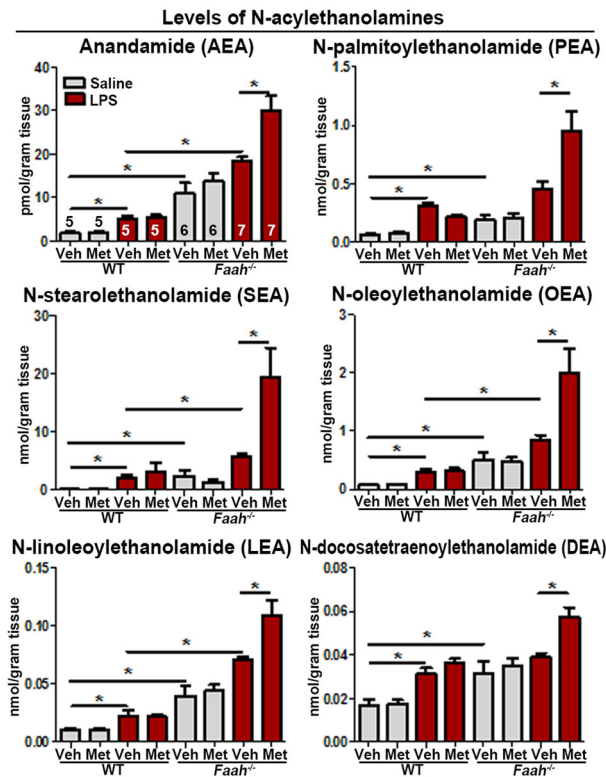 Levels of N-acylethanolamines
Anandamide (AEA)
pmol/gram tissue
40
30
20
10
0
Saline
LPS
*
*
*
*
5 5 5 5 6 6 7 7
Veh Met Veh Met Veh Met Veh Met
WT Faah-/-
N-palmitoylethanolamide (PEA)
nmol/gram tissue
1.5
1.0
0.5
0.0
*
*
*
Veh Met Veh Met Veh Met Veh Met
WT Faah-/-
N-stearolethanolamide (SEA)
nmol/gram tissue
30
20
10
0
*
*
*
*
Veh Met Veh Met Veh Met Veh Met
WT Faah-/-
N-oleoylethanolamide (OEA)
nmol/gram tissue
3
2
1
0
*
*
*
*
Veh Met Veh Met Veh Met Veh Met
WT Faah-/-
N-linoleoylethanolamide (LEA)
nmol/gram tissue
0.15
0.10
0.05
0.00
*
*
*
*
Veh Met Veh Met Veh Met Veh Met
WT Faah-/-
N-docosatetraenoylethanolamide (DEA)
nmol/gram tissue
0.08
0.06
0.04
0.02
0.00
*
*
*
Veh Met Veh Met Veh Met Veh Met
WT Faah-/-